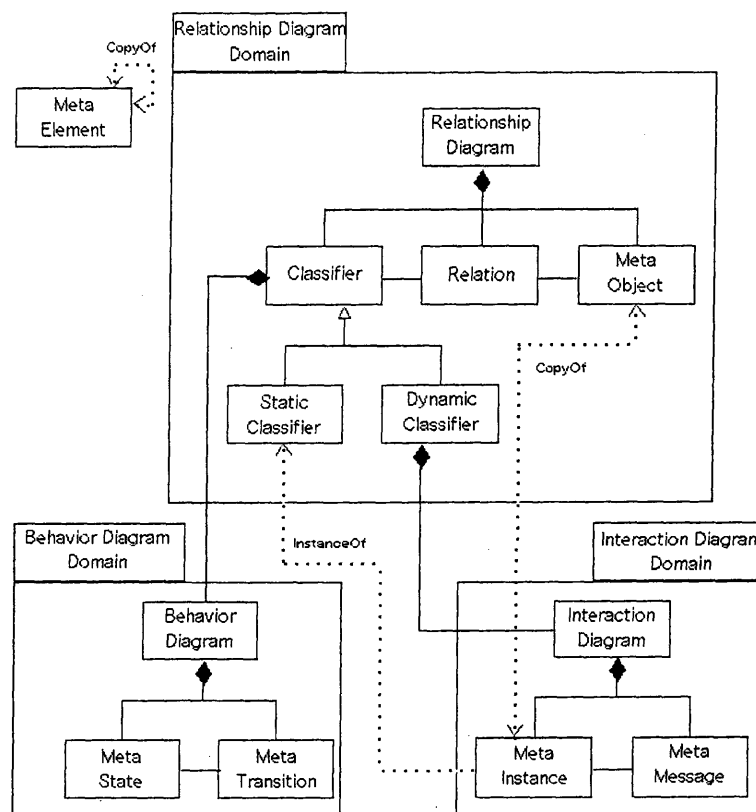 Relationship Diagram
Domain
CopyOf
Meta
Element
Relationship
Diagram
Classifier
Relation
Meta
Object
CopyOf
Static
Classifier
Dynamic
Classifier
Behavior Diagram
Domain
InstanceOf
Interaction Diagram
Domain
Behavior
Diagram
Interaction
Diagram
Meta
State
Meta
Transition
Meta
Instance
Meta
Message